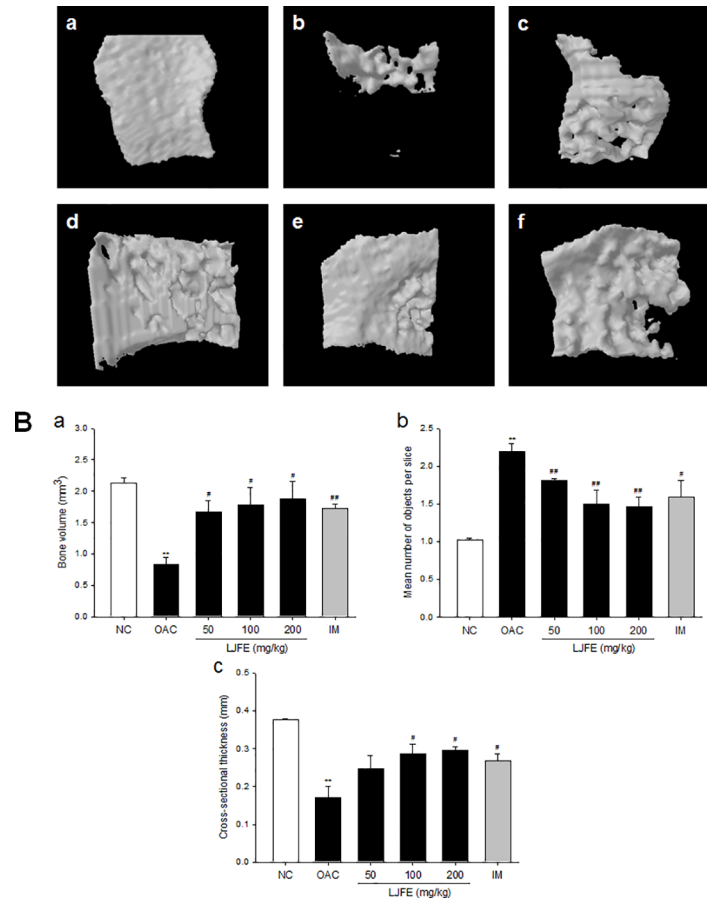 a b c
d e f
B
a
Bone volume (mm3)
3.0
2.5
2.0
1.5
1.0
0.5
0.0
**
#
#
#
##
NC OAC 50 100 200 IM
LJFE (mg/kg)
b
Mean number of objects per slice
2.5
2.0
1.5
1.0
0.5
0.0
**
##
##
##
#
NC OAC 50 100 200 IM
LJFE (mg/kg)
c
Cross-sectional thickness (mm)
0.5
0.4
0.3
0.2
0.1
0.0
**
#
#
#
NC OAC 50 100 200 IM
LJFE (mg/kg)